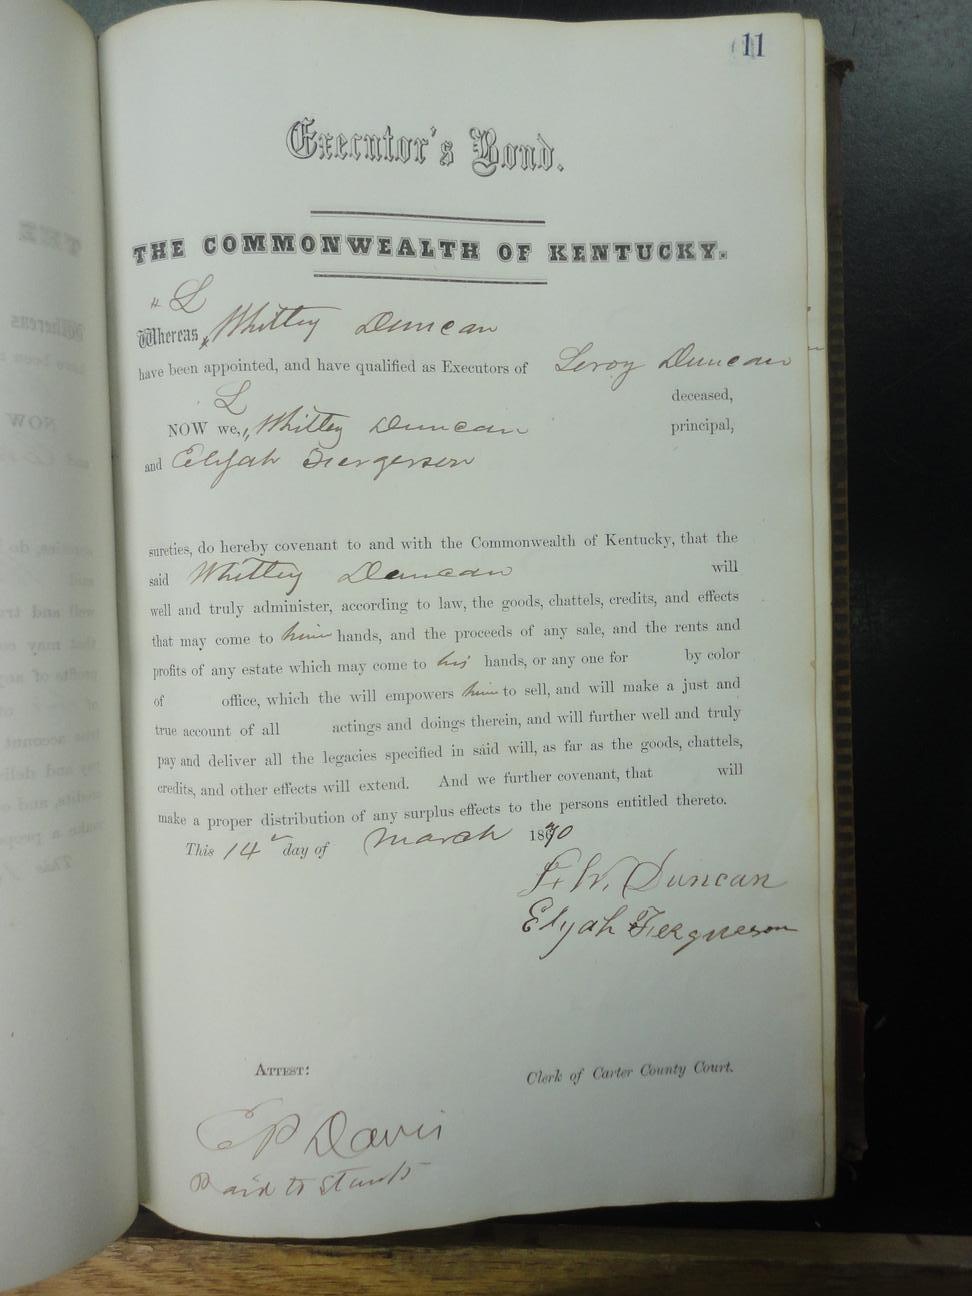 11
Executor's Bond.
THE COMMONWEALTH OF KENTUCKY.
" L
Whereas, Whitley Duncan
have been appointed, and have qualified as Executors of Leroy Duncan
deceased,
L
NOW we, " Whitley Duncan principal,
and Elijah Fergerson
sureties, do hereby covenant to and with the Commonwealth of Kentucky, that the
said Whitley Duncan will
well and truly administer, according to law, the goods, chattels, credits, and effects
that may come to him hands, and the proceeds of any sale, and the rents and
profits of any estate which may come to his hands, or any one for by color
of office, which the will empowers him to sell, and will make a just and
true account of all actings and doings therein, and will further well and truly
pay and deliver all the legacies specified in said will, as far as the goods, chattels,
credits, and other effects will extend. And we further covenant, that will
make a proper distribution of any surplus effects to the persons entitled thereto.
This 14 day of March 1870
L. W. Duncan
Elijah Ferguson
ATTEST:
Clerk of Carter County Court.
E P Davis
Paid to